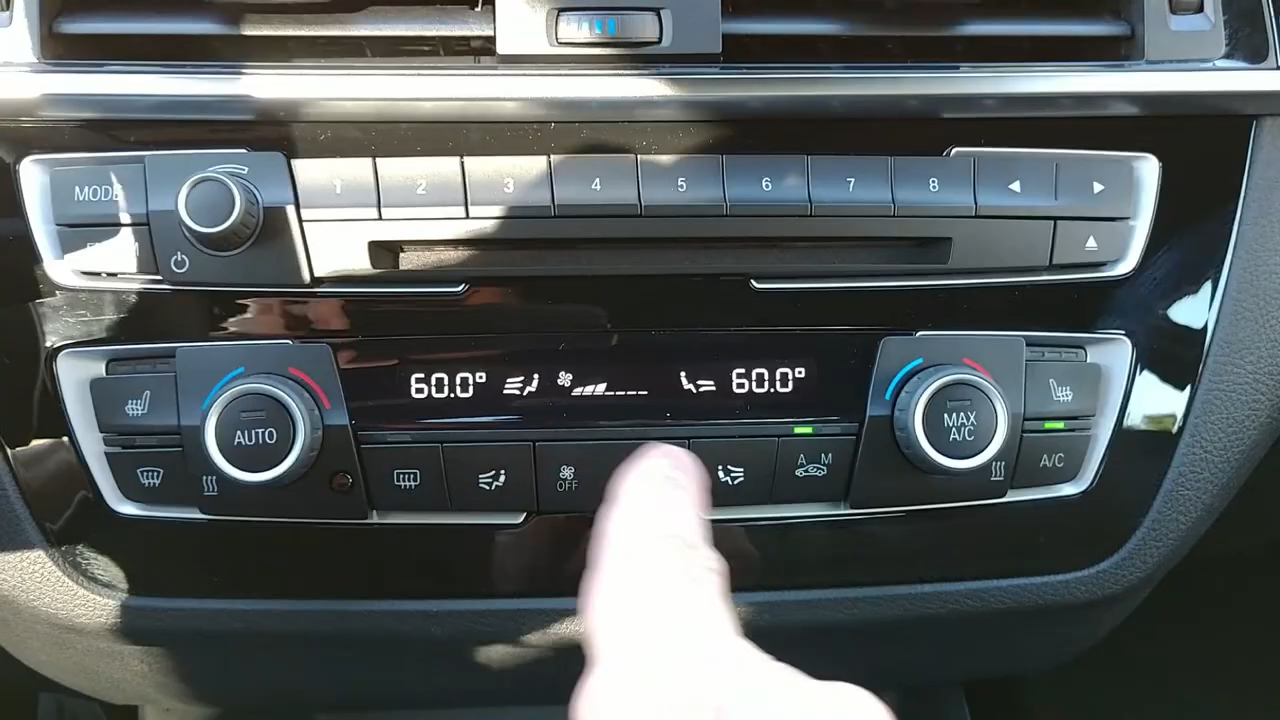 MODE
1 2 3 4 5 6 7 8
60.0° 60.0°
AUTO
MAX
A/C
OFF
A M
A/C